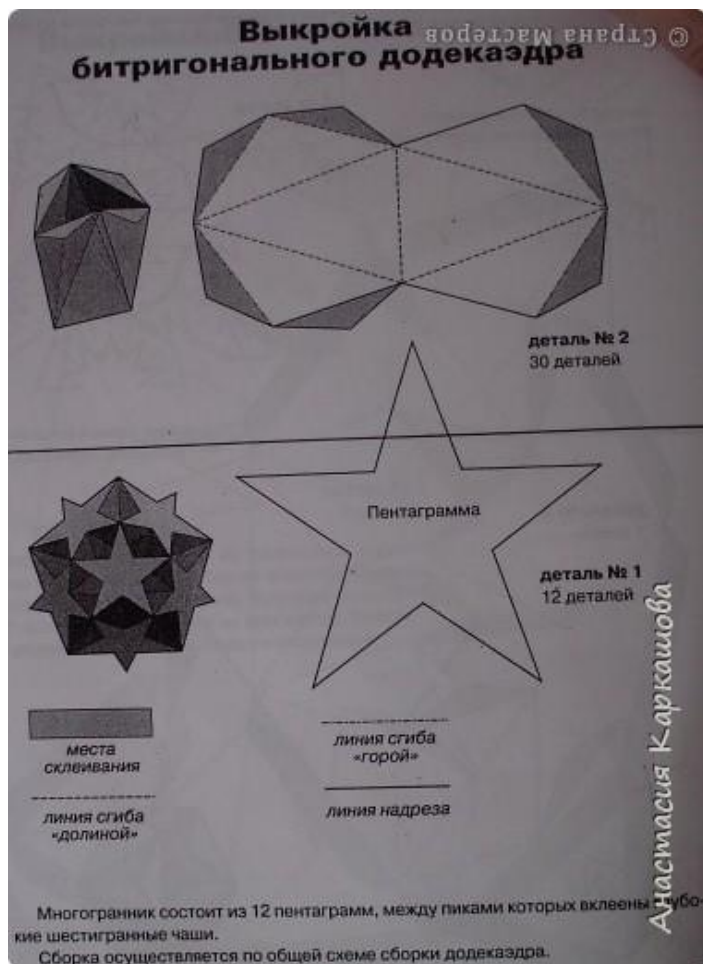 Выкройка
битригонального додекаэдра
© Страна Мастеров
деталь № 2
30 деталей
Пентаграмма
деталь № 1
12 деталей
места
склеивания
линия сгиба
«долиной»
линия сгиба
«горой»
линия надреза
Многогранник состоит из 12 пентаграмм, между пиками которых вклеены
кие шестигранные чаши.
Сборка осуществляется по общей схеме сборки додекаэдра.
Анастасия Каркашова